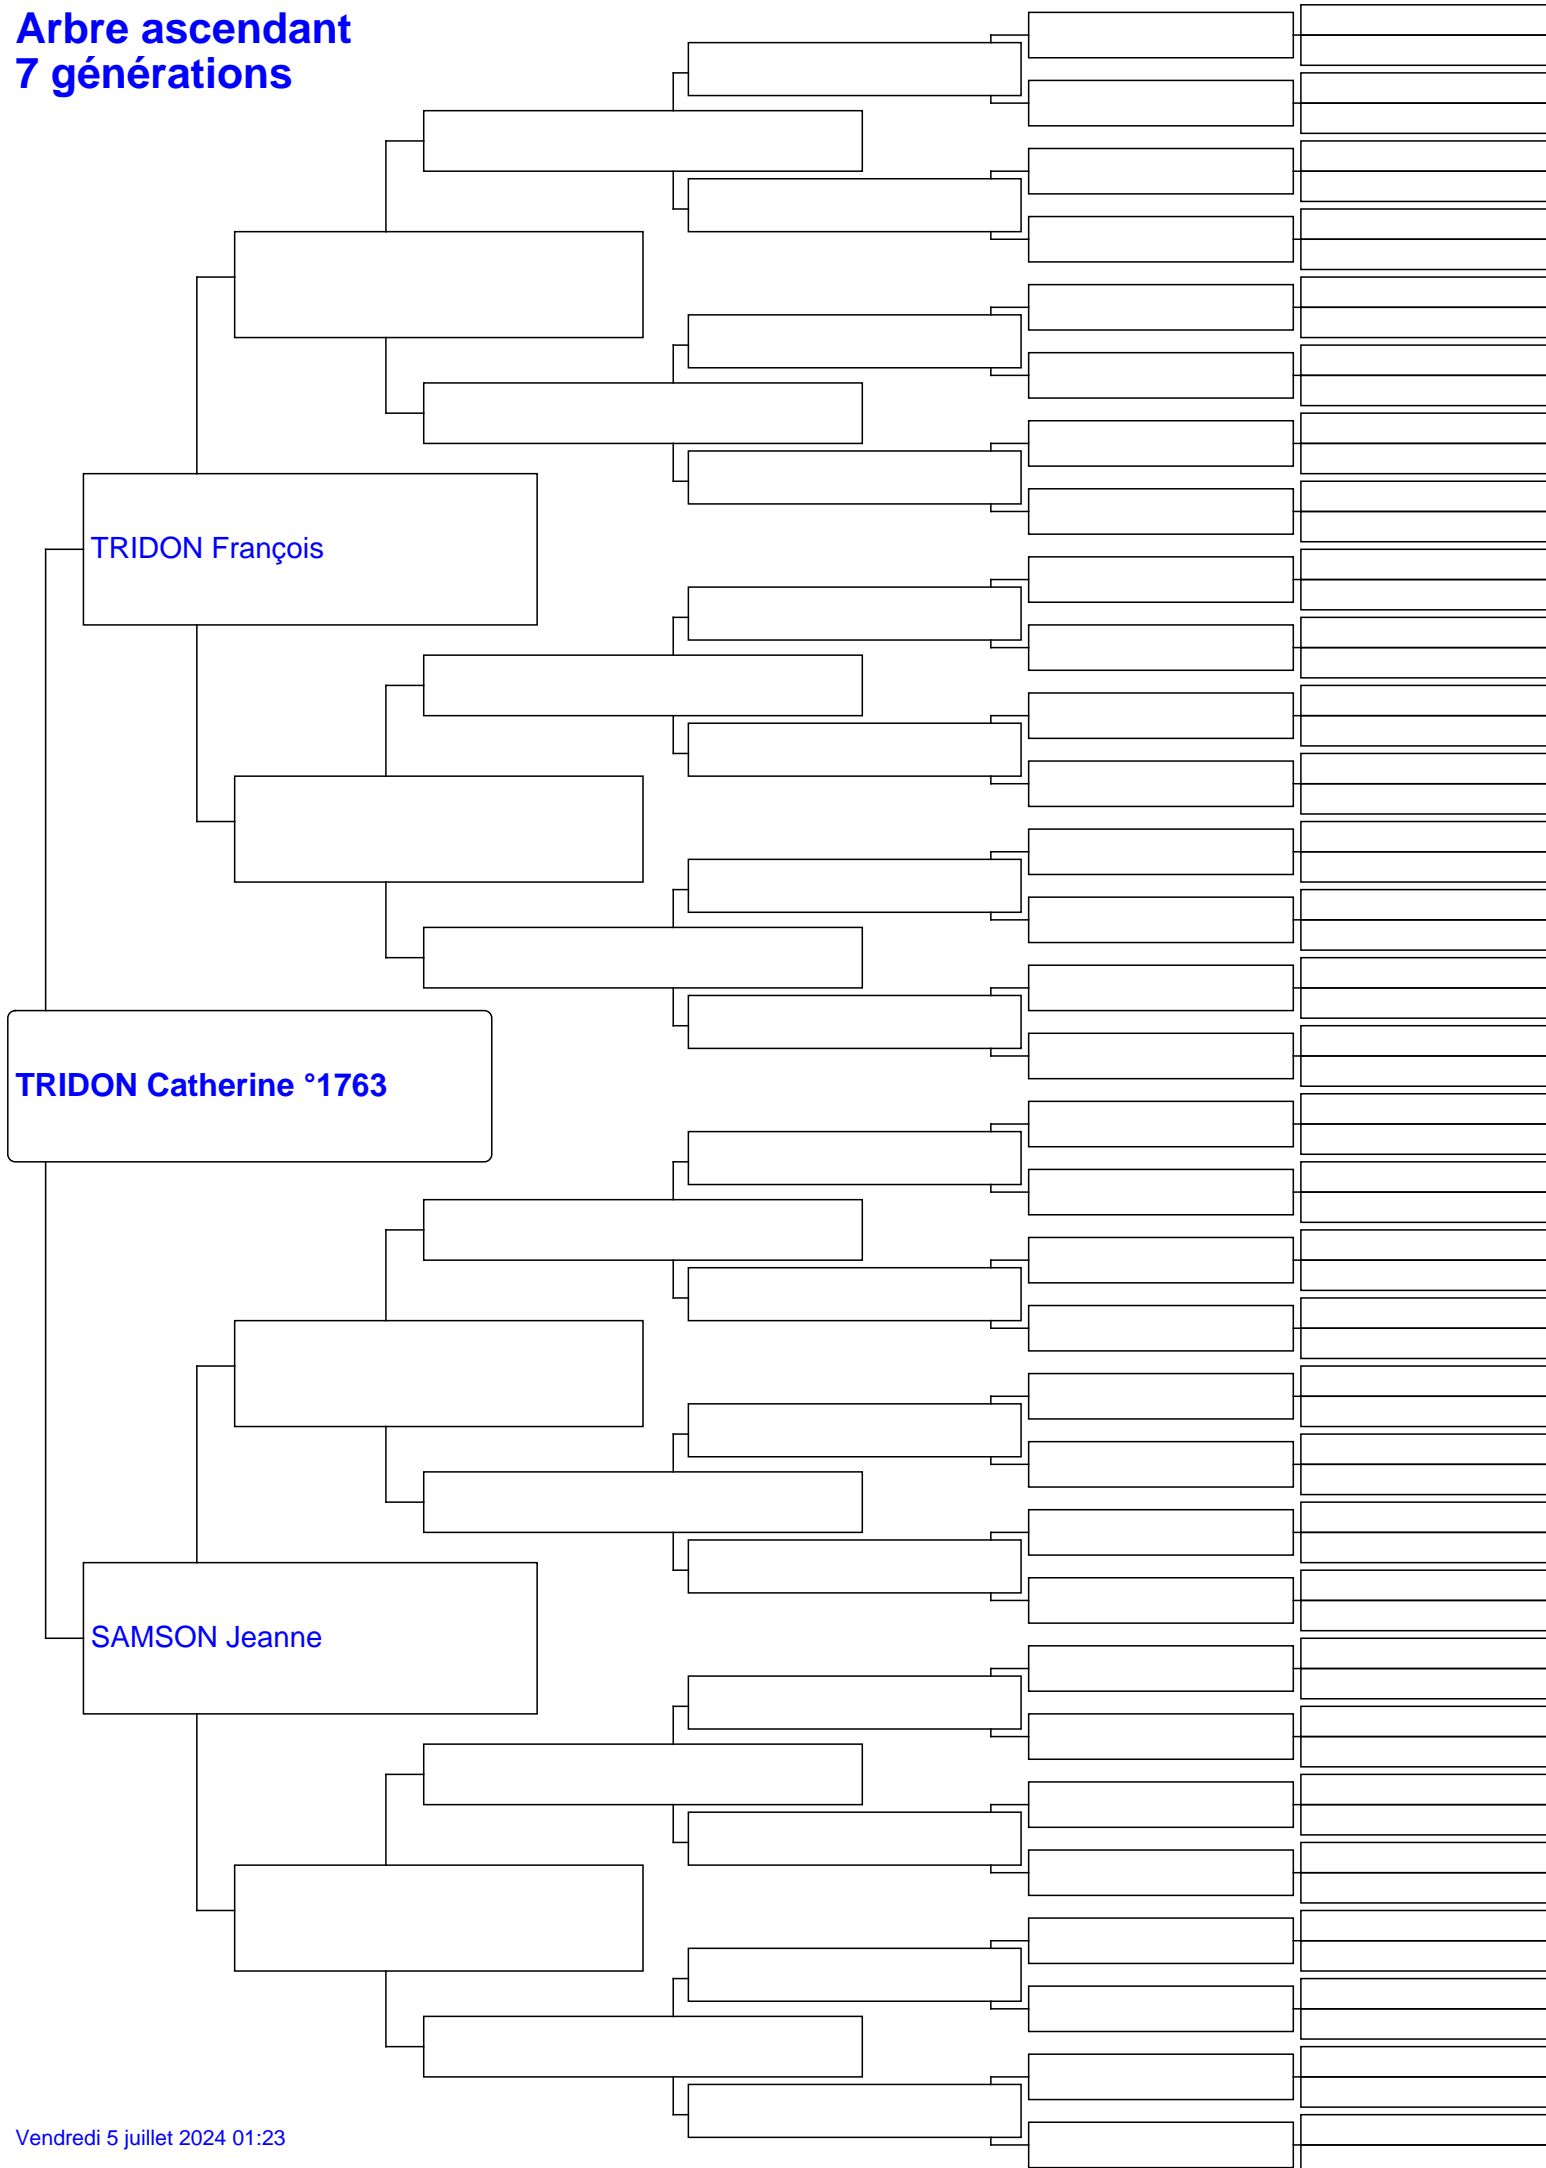 Arbre ascendant
7 générations
TRIDON François
TRIDON Catherine °1763
SAMSON Jeanne
Vendredi 5 juillet 2024 01:23